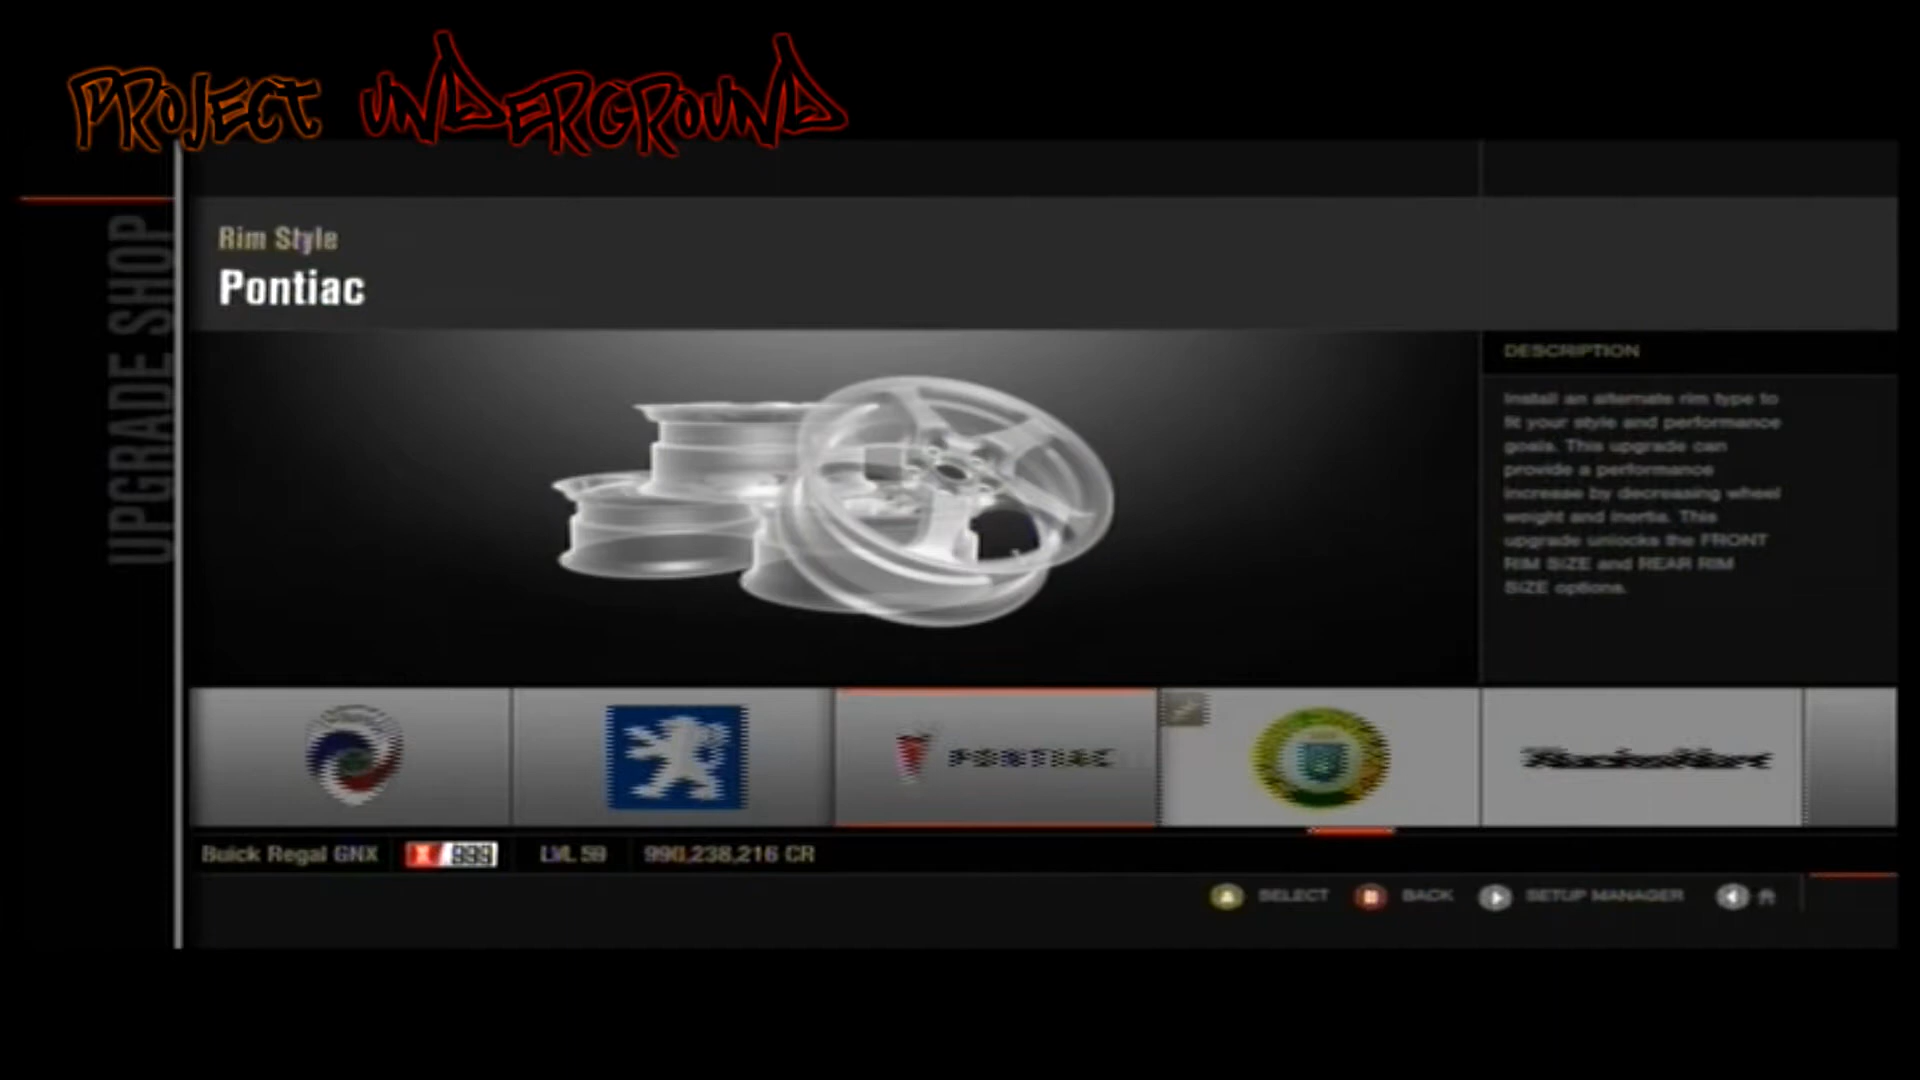 PROJECT UNDERGROUND
UPGRADE SHOP
Rim Style
Pontiac
DESCRIPTION
Install an alternate rim type to
fit your style and performance
goals. This upgrade can
provide a performance
increase by decreasing wheel
weight and inertia. This
upgrade unlocks the FRONT
RIM SIZE and REAR RIM
SIZE options.
PONTIAC
Buick Regal GNX
X 999
LVL 59
990,238,216 CR
SELECT
BACK
SETUP MANAGER